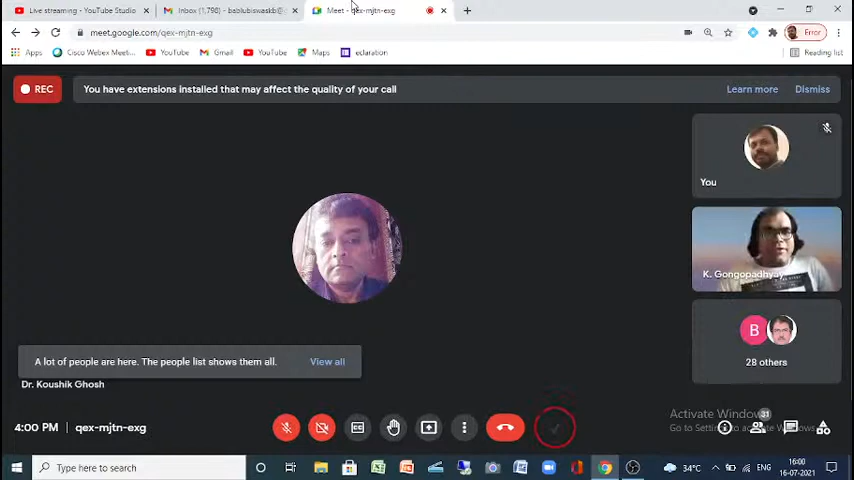 Live streaming - YouTube Studio
Inbox (1,798) - bablubiswaskb@
Meet - qex-mjtn-exg
meet.google.com/qex-mjtn-exg
Error
Apps
Cisco Webex Meet...
YouTube
Gmail
YouTube
Maps
eclaration
Reading list
REC
You have extensions installed that may affect the quality of your call
Learn more
Dismiss
You
K. Gongopadhyay
B
28 others
A lot of people are here. The people list shows them all.
View all
Dr. Koushik Ghosh
4:00 PM | qex-mjtn-exg
CC
31
Activate Windows
Go to Settings to activate Windows
Type here to search
34°C
ENG
16:00
16-07-2021